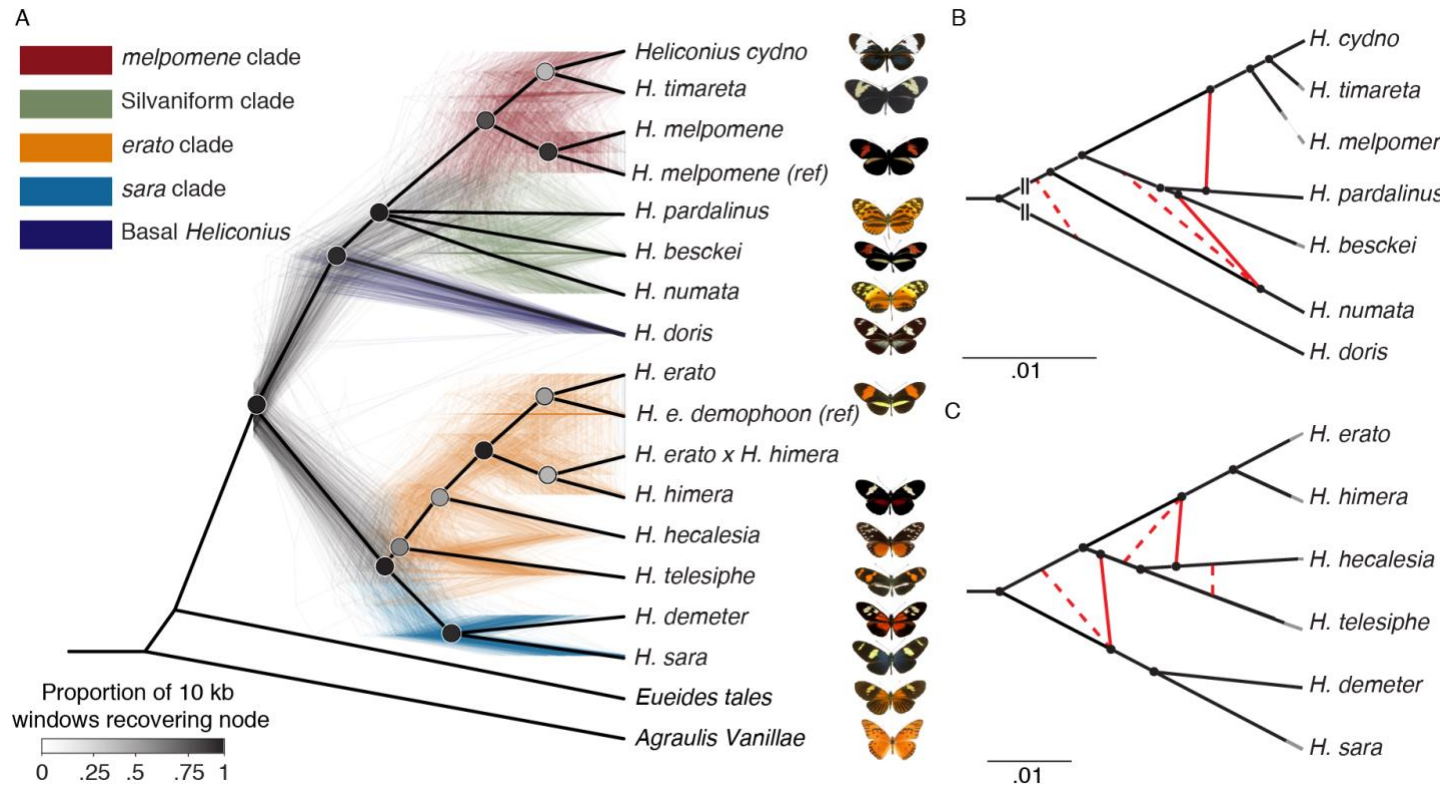 A
melpomene clade
Silvaniform clade
erato clade
sara clade
Basal Heliconius
Heliconius cydno
H. timareta
H. melpomene
H. melpomene (ref)
H. pardalinus
H. besckei
H. numata
H. doris
H. erato
H. e. demophoon (ref)
H. erato x H. himera
H. himera
H. hecalesia
H. telesiphe
H. demeter
H. sara
Eueides tales
Agraulis Vanillae
Proportion of 10 kb
windows recovering node
0 .25 .5 .75 1
B
H. cydno
H. timareta
H. melpomer
H. pardalinus
H. besckei
H. numata
H. doris
.01
C
H. erato
H. himera
H. hecalesia
H. telesiphe
H. demeter
H. sara
.01